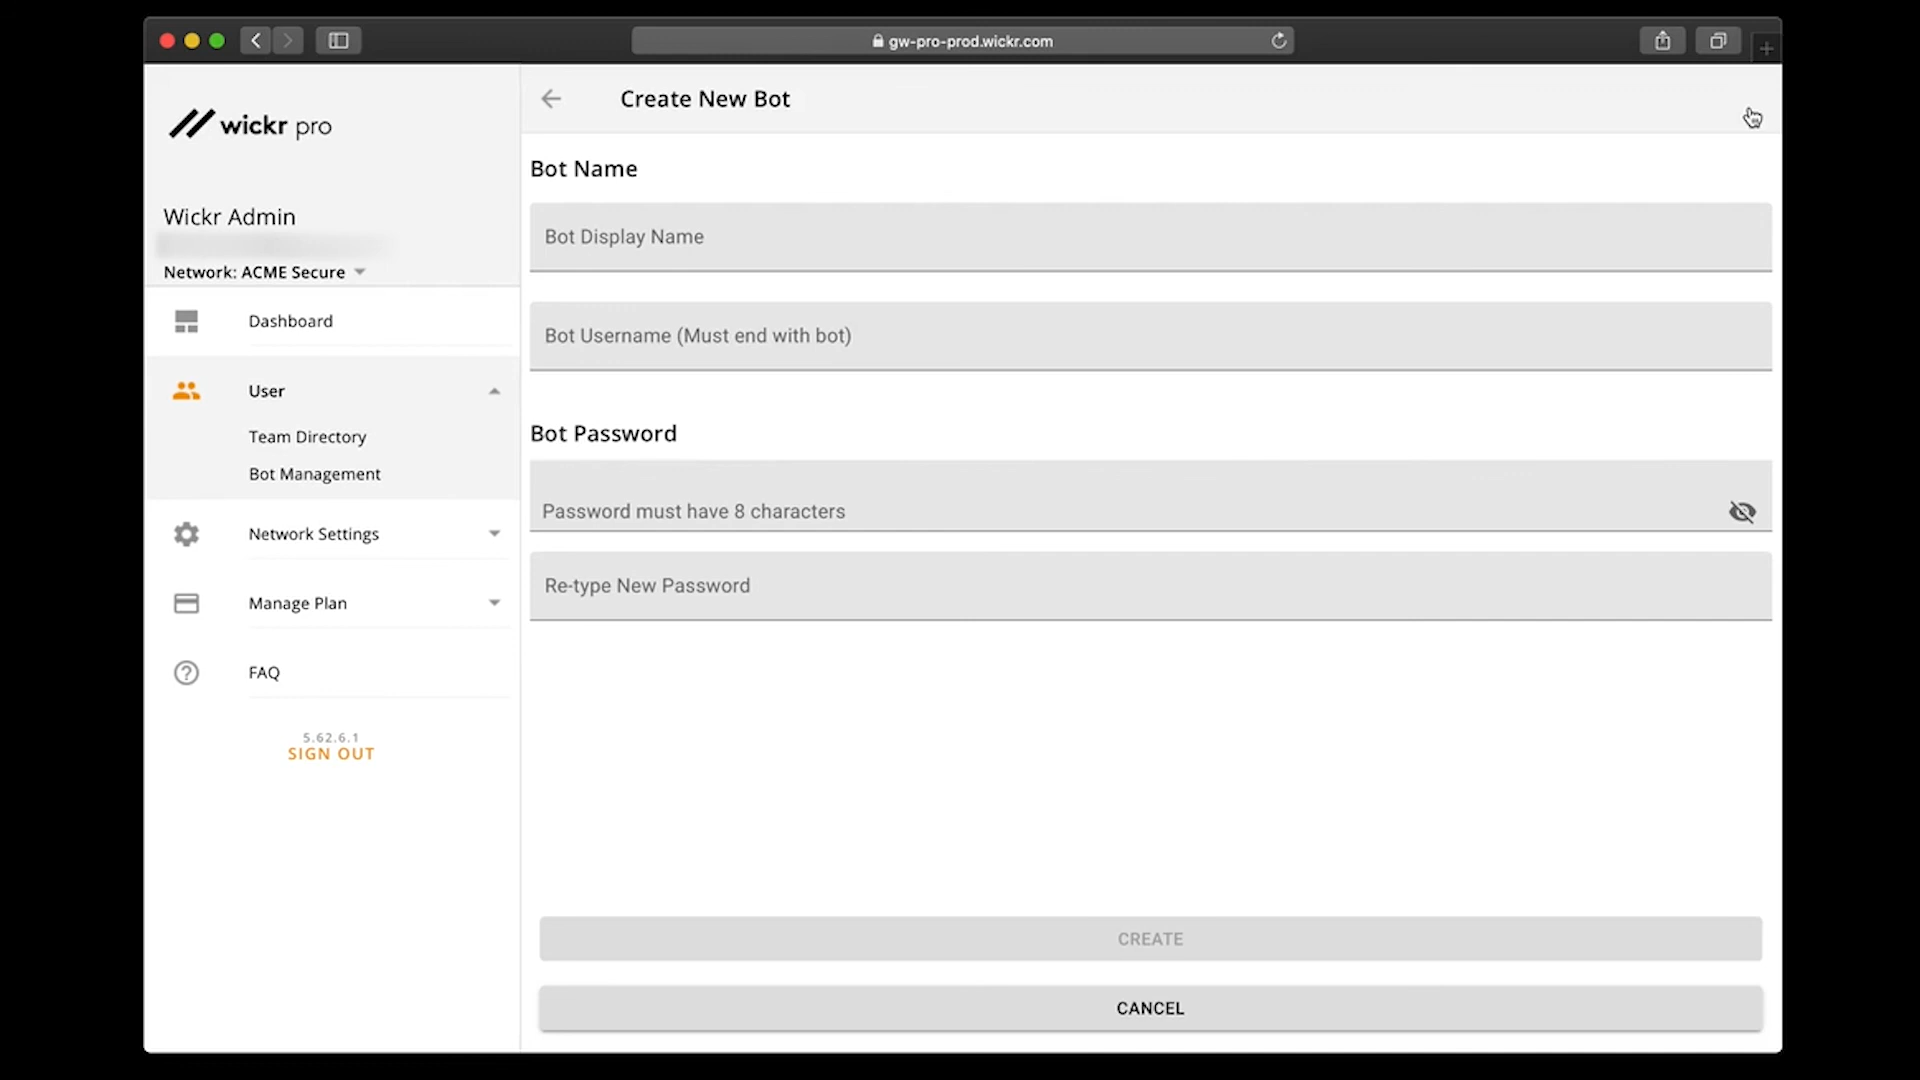 gw-pro-prod.wickr.com
wickr pro
Create New Bot
Wickr Admin
Network: ACME Secure
Dashboard
User
Team Directory
Bot Management
Network Settings
Manage Plan
FAQ
5.62.6.1
SIGN OUT
Bot Name
Bot Display Name
Bot Username (Must end with bot)
Bot Password
Password must have 8 characters
Re-type New Password
CREATE
CANCEL